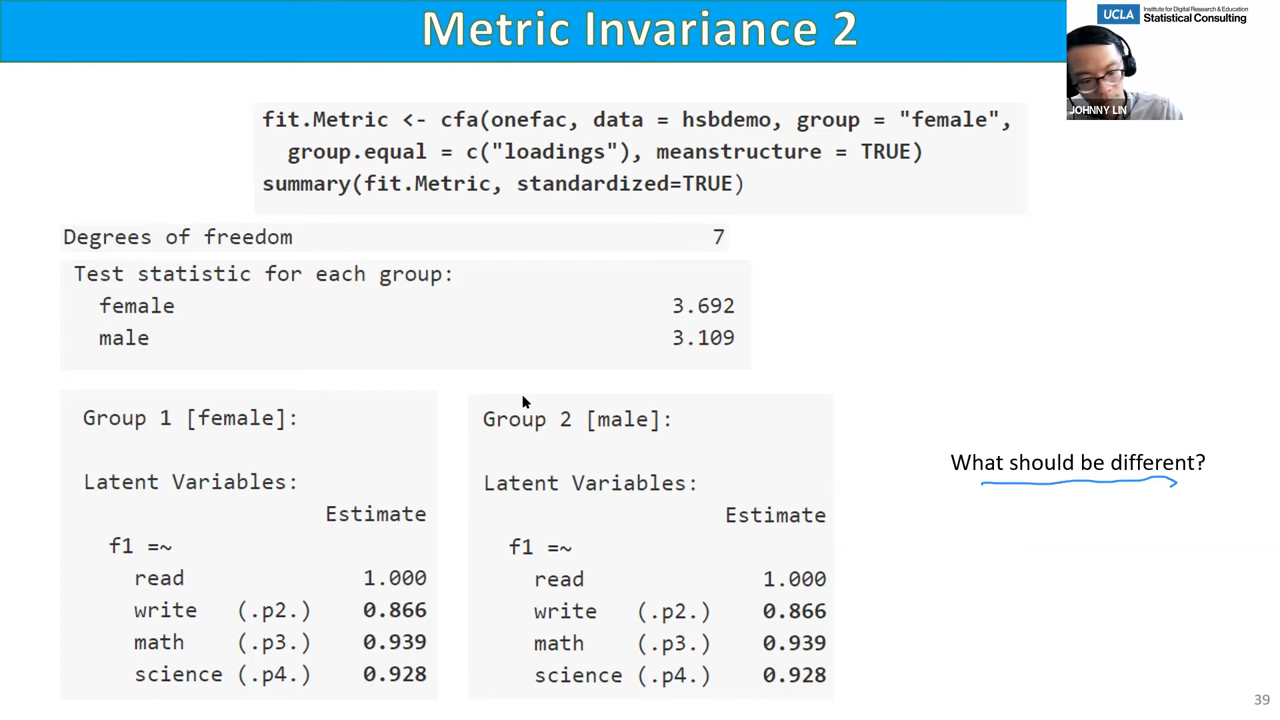 Metric Invariance 2
UCLA
Institute for Digital Research & Education
Statistical Consulting
JOHNNY LIN
fit.Metric <- cfa(onefac, data = hsbdemo, group = "female",
group.equal = c("loadings"), meanstructure = TRUE)
summary(fit.Metric, standardized=TRUE)
Degrees of freedom 7
Test statistic for each group:
female 3.692
male 3.109
Group 1 [female]:
Latent Variables:
Estimate
f1 =~
read 1.000
write (.p2.) 0.866
math (.p3.) 0.939
science (.p4.) 0.928
Group 2 [male]:
Latent Variables:
Estimate
f1 =~
read 1.000
write (.p2.) 0.866
math (.p3.) 0.939
science (.p4.) 0.928
What should be different?
39